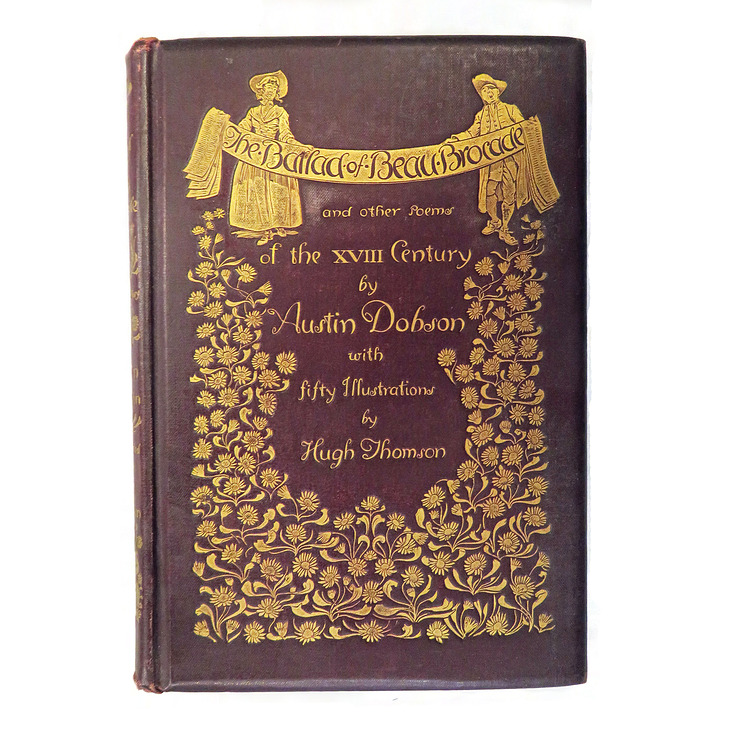 The·Ballad·of·Beau·Brocade
and other Poems
of the XVIII Century
by
Austin Dobson
with
fifty Illustrations
by
Hugh Thomson